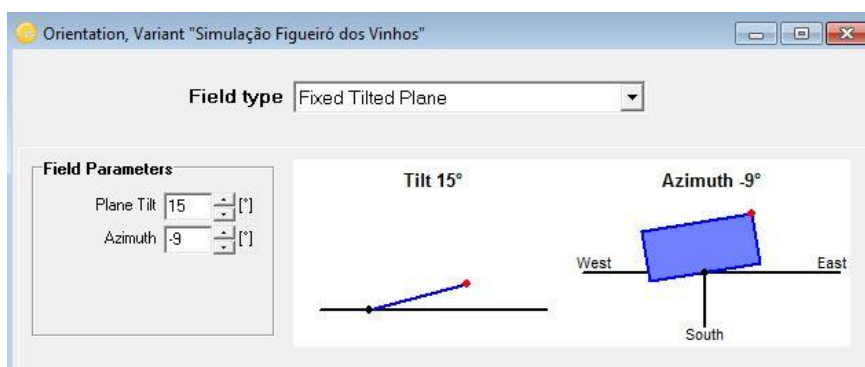 Orientation, Variant "Simulação Figueiró dos Vinhos"
Field type Fixed Tilted Plane
Field Parameters
Plane Tilt 15 [°]
Azimuth -9 [°]
Tilt 15°
Azimuth -9°
West
East
South